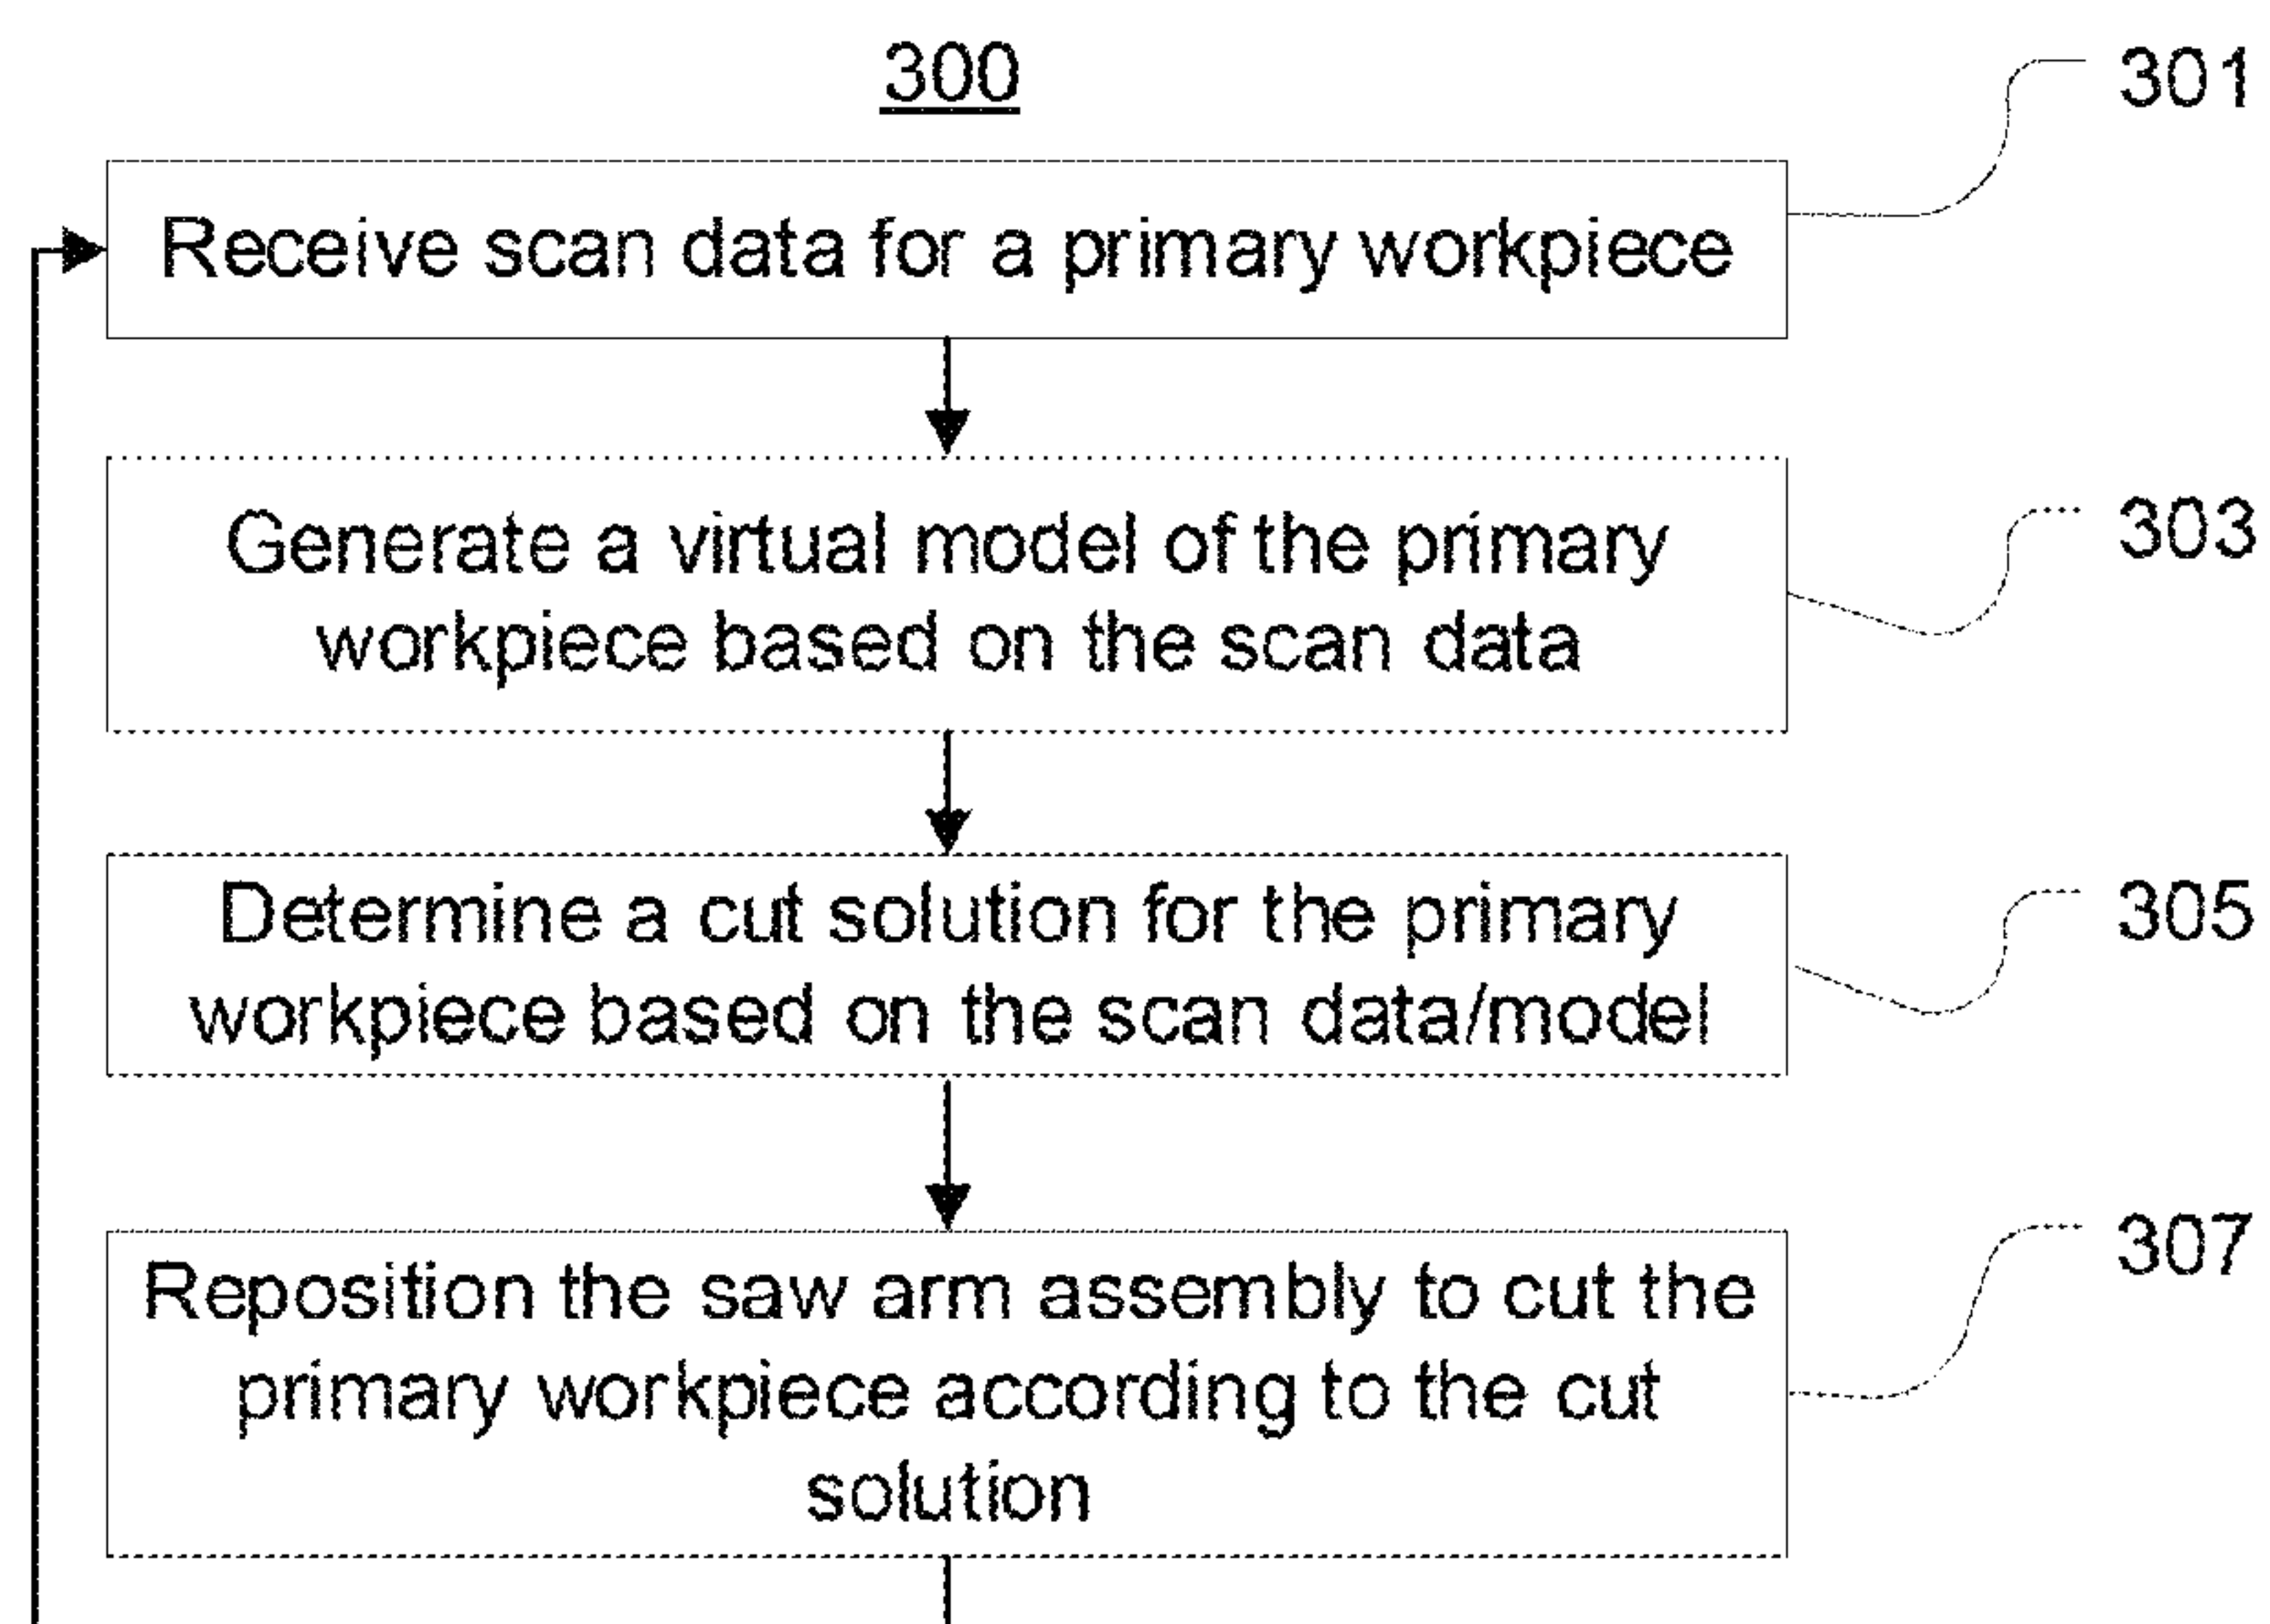 300
301
Receive scan data for a primary workpiece
303
Generate a virtual model of the primary
workpiece based on the scan data
305
Determine a cut solution for the primary
workpiece based on the scan data/model
307
Reposition the saw arm assembly to cut the
primary workpiece according to the cut
solution